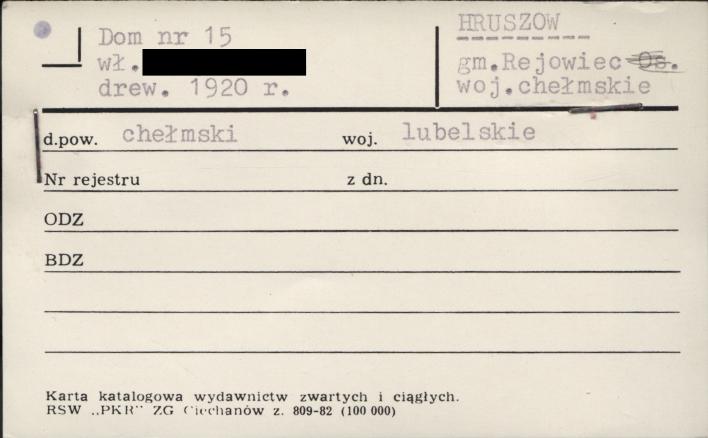 Dom nr 15
wł.
drew. 1920 r.
HRUSZOW
gm.Rejowiec Os.
woj.chełmskie
d.pow. chełmski woj. lubelskie
Nr rejestru z dn.
ODZ
BDZ
Karta katalogowa wydawnictw zwartych i ciągłych.
RSW „PKR" ZG Ciechanów z. 809-82 (100 000)